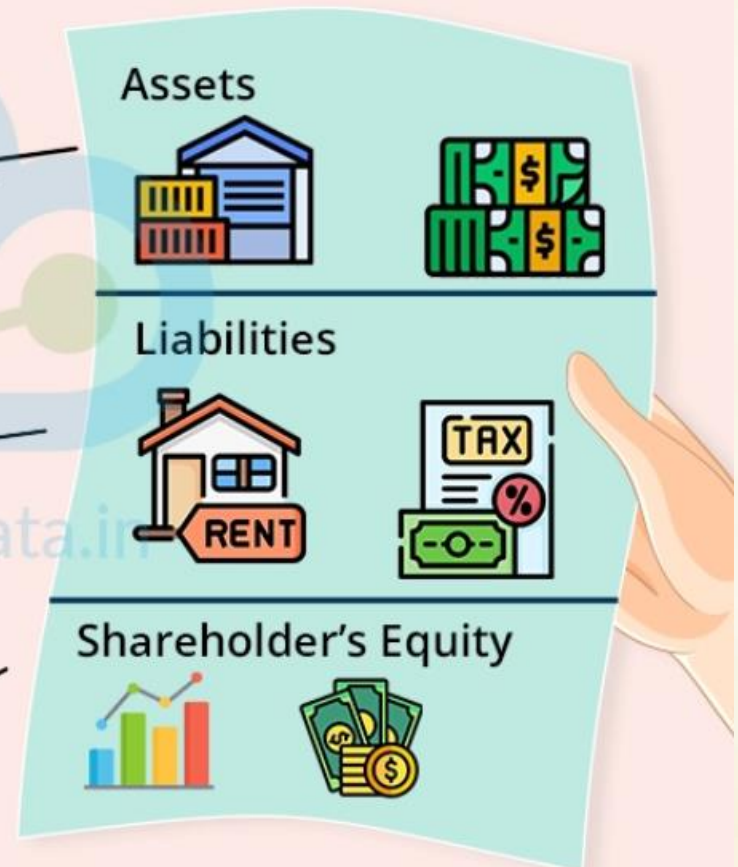 Assets
$
$
Liabilities
TAX
%
RENT
ata.in
Shareholder's Equity
$
$